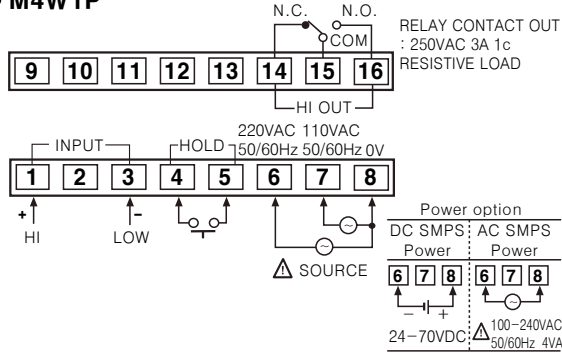 M4W1P
N.C. N.O.
COM
RELAY CONTACT OUT
: 250VAC 3A 1c
RESISTIVE LOAD
9 10 11 12 13 14 15 16
HI OUT
INPUT HOLD 220VAC 110VAC
50/60Hz 50/60Hz 0V
1 2 3 4 5 6 7 8
+ −
HI LOW
⚠ SOURCE
Power option
DC SMPS AC SMPS
Power Power
6 7 8 6 7 8
− +
24-70VDC ⚠ 100-240VAC
50/60Hz 4VA